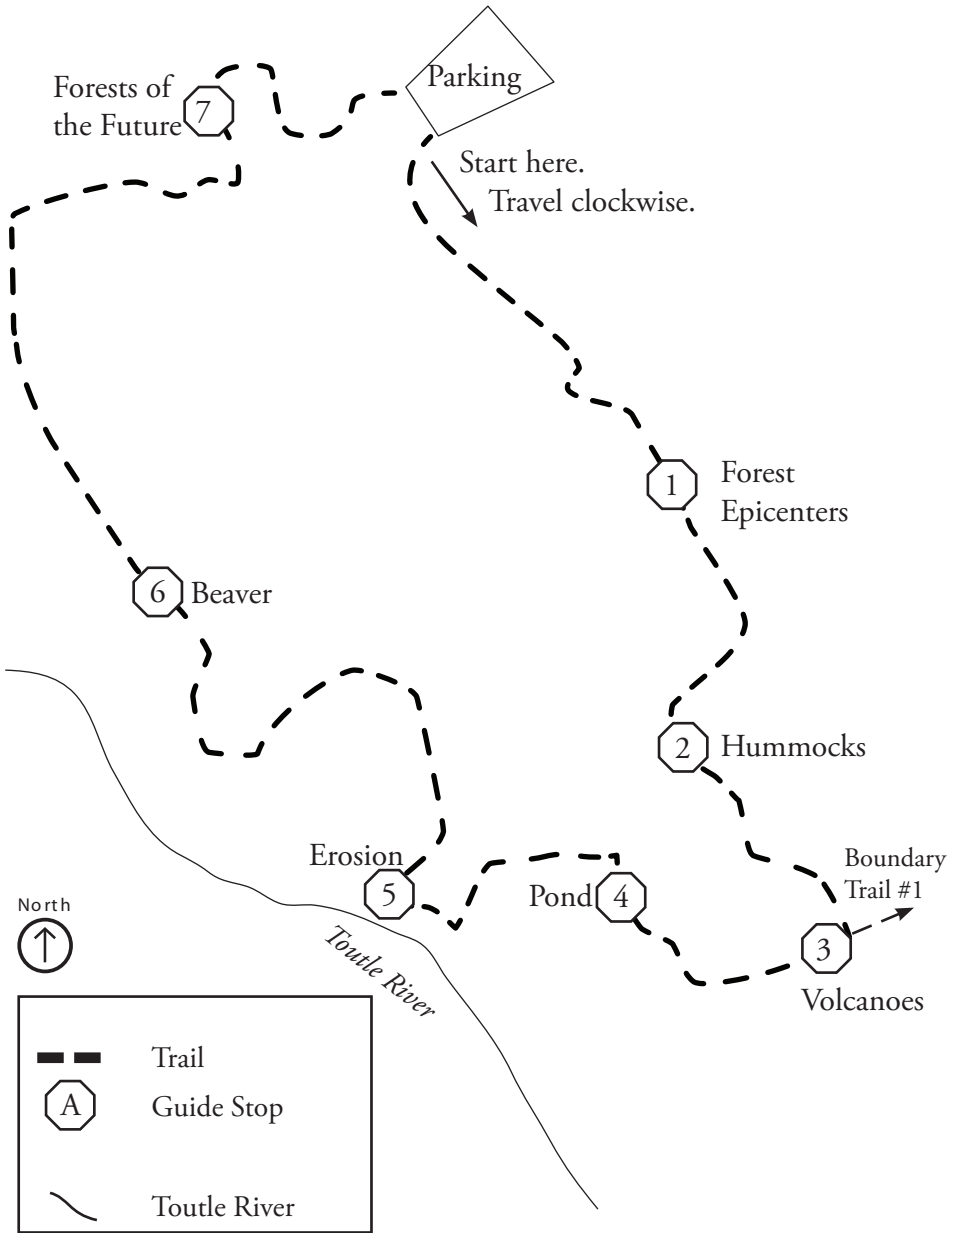 Parking
Forests of
the Future
7
Start here.
Travel clockwise.
1
Forest
Epicenters
6
Beaver
2
Hummocks
Erosion
5
Pond
4
Boundary
Trail #1
3
Volcanoes
North
Toutle River
Trail
A
Guide Stop
Toutle River